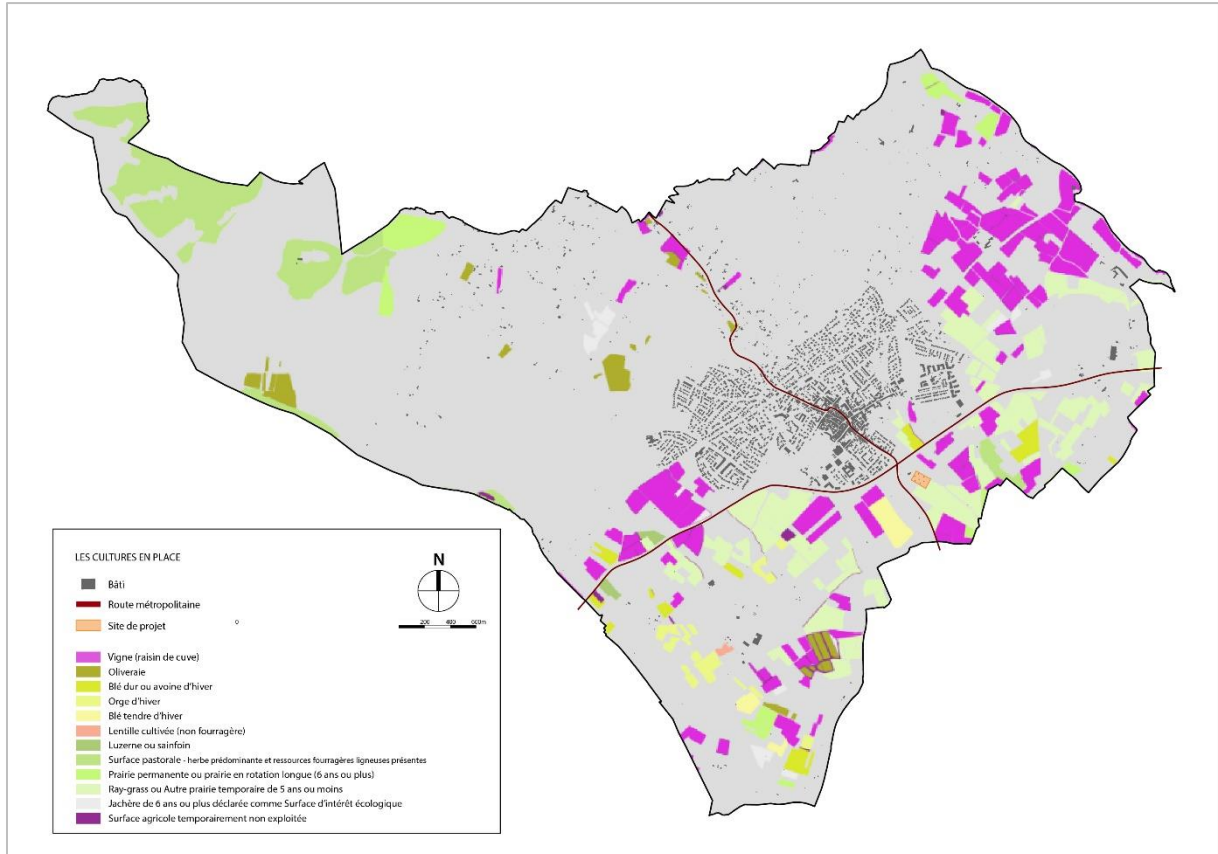 LES CULTURES EN PLACE
N
Bâti
Route métropolitaine
200 400 600m
Site de projet
0
Vigne (raisin de cuve)
Oliveraie
Blé dur ou avoine d'hiver
Orge d'hiver
Blé tendre d'hiver
Lentille cultivée (non fourragère)
Luzerne ou sainfoin
Surface pastorale - herbe prédominante et ressources fourragères ligneuses présentes
Prairie permanente ou prairie en rotation longue (6 ans ou plus)
Ray-grass ou Autre prairie temporaire de 5 ans ou moins
Jachère de 6 ans ou plus déclarée comme Surface d'intérêt écologique
Surface agricole temporairement non exploitée